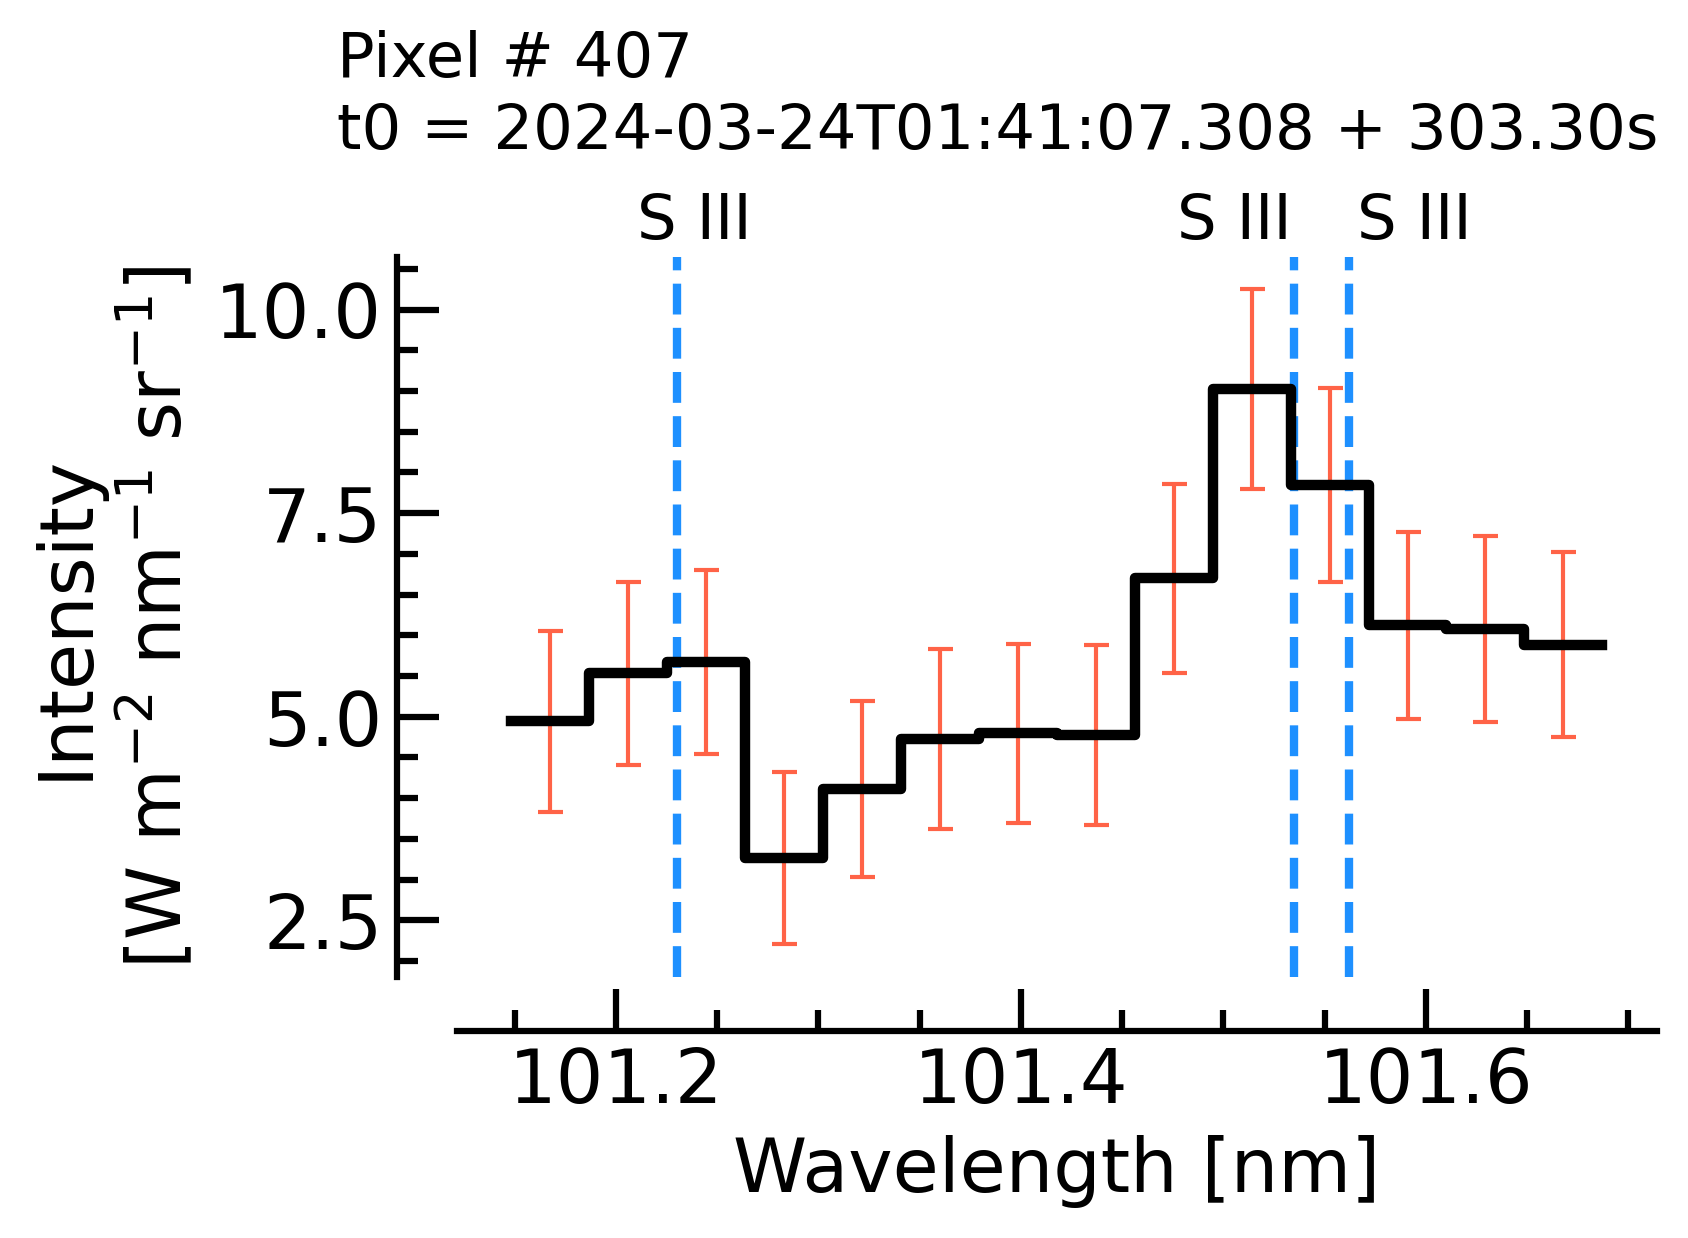 Pixel # 407
t0 = 2024-03-24T01:41:07.308 + 303.30s
S III S III S III
Intensity
[W m⁻² nm⁻¹ sr⁻¹]
10.0
7.5
5.0
2.5
101.2 101.4 101.6
Wavelength [nm]